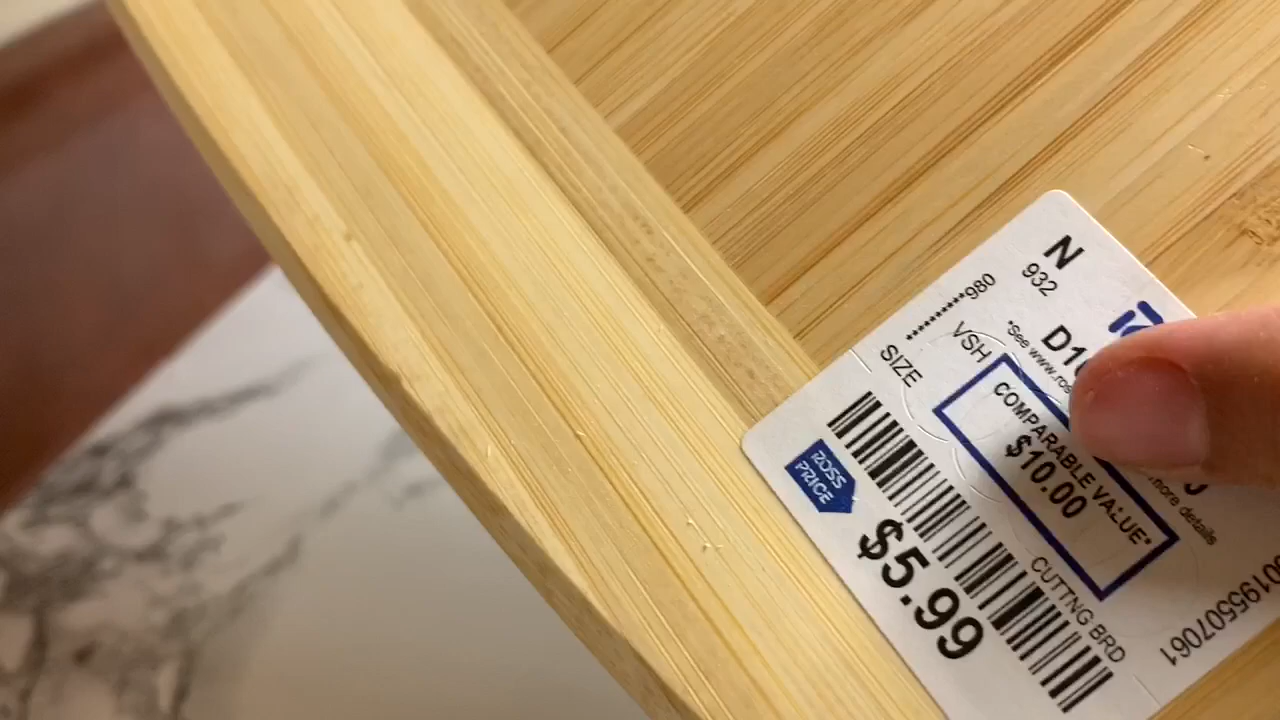 N
932
**********980
SIZE
VSH
*See www.ros
more details
COMPARABLE VALUE*
$10.00
ROSS
PRICE
$5.99
CUTTNG BRD
0195507061